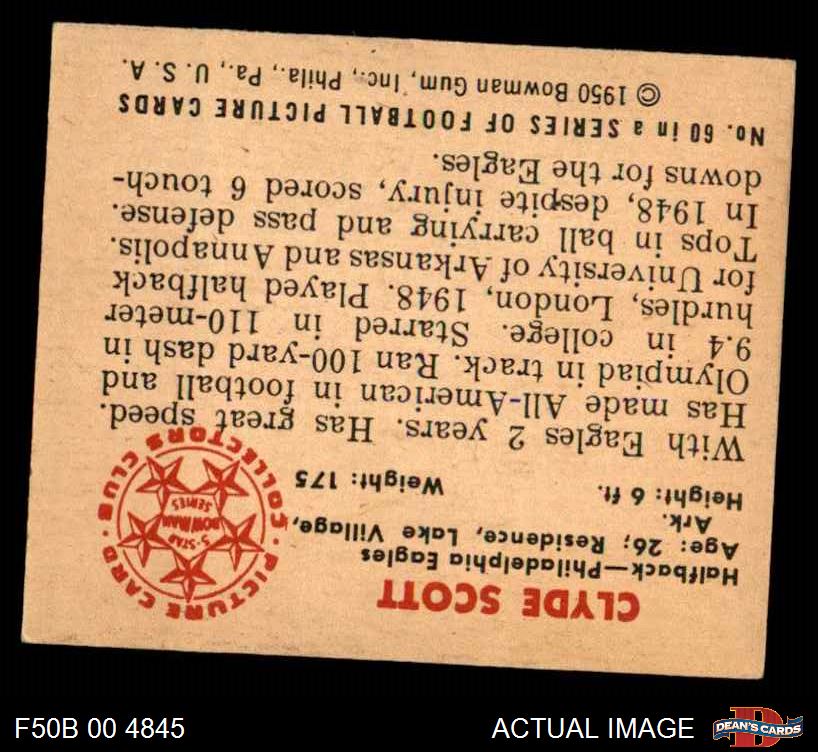 CLYDE SCOTT
Halfback—Philadelphia Eagles
Age: 26; Residence, Lake Village,
Ark.
Height: 6 ft. Weight: 175
PICTURE CARD · COLLECTORS CLUB ·
5-STAR
BOWMAN
SERIES
With Eagles 2 years. Has great speed.
Has made All-American in football and
Olympiad in track. Ran 100-yard dash in
9.4 in college. Starred in 110-meter
hurdles, London, 1948. Played halfback
for University of Arkansas and Annapolis.
Tops in ball carrying and pass defense.
In 1948, despite injury, scored 6 touch-
downs for the Eagles.
No. 60 in a SERIES OF FOOTBALL PICTURE CARDS
© 1950 Bowman Gum, Inc., Phila., Pa., U. S. A.
F50B 00 4845
ACTUAL IMAGE
DEAN'S CARDS